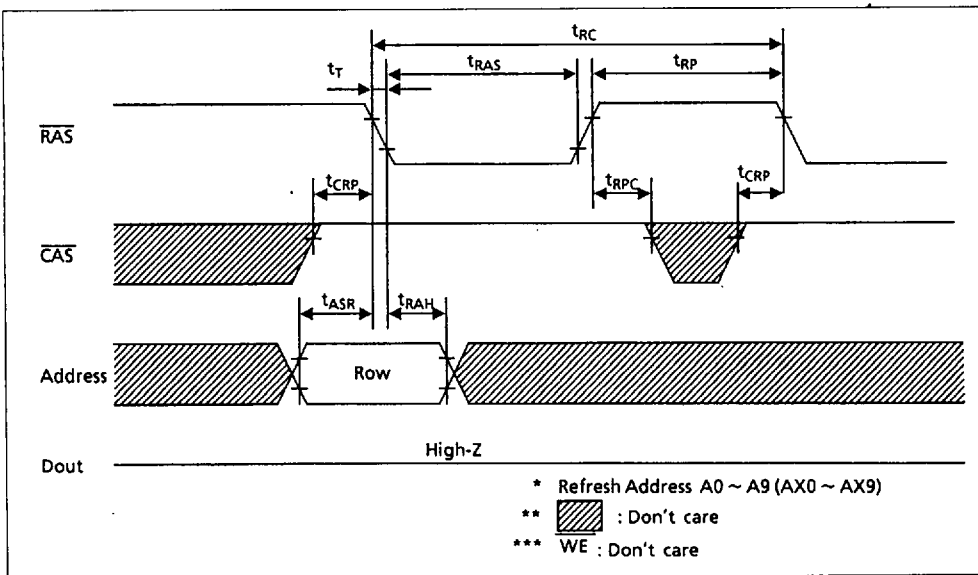 tRC
tT tRAS tRP
RAS
tCRP tRPC tCRP
CAS
tASR tRAH
Address Row
High-Z
Dout
* Refresh Address A0 ~ A9 (AX0 ~ AX9)
** : Don't care
*** WE : Don't care